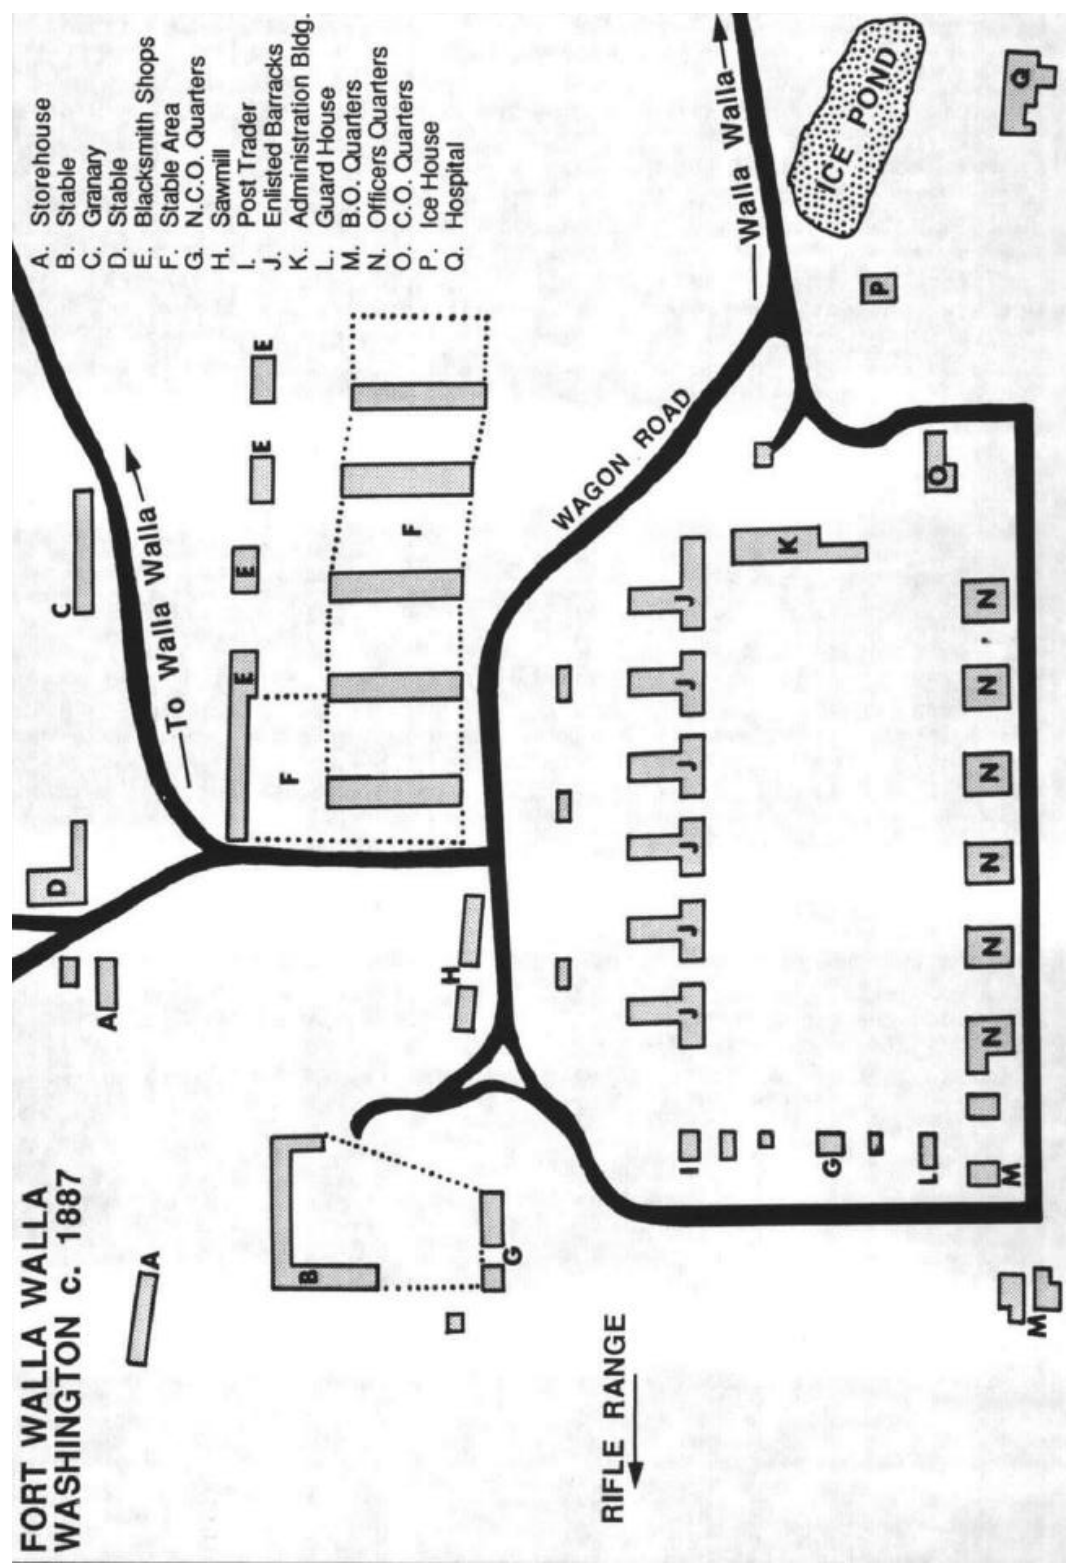 FORT WALLA WALLA
WASHINGTON c. 1887
A. Storehouse
B. Stable
C. Granary
D. Stable
E. Blacksmith Shops
F. Stable Area
G. N.C.O. Quarters
H. Sawmill
I. Post Trader
J. Enlisted Barracks
K. Administration Bldg.
L. Guard House
M. B.O. Quarters
N. Officers Quarters
O. C.O. Quarters
P. Ice House
Q. Hospital
D
C
A
A
To Walla Walla
E
E
E
E
F
B
F
H
G
RIFLE RANGE
WAGON ROAD
I
J
J
J
J
J
J
Walla Walla
K
G
ICE POND
P
L
O
N
N
N
N
N
N
M
Q
M